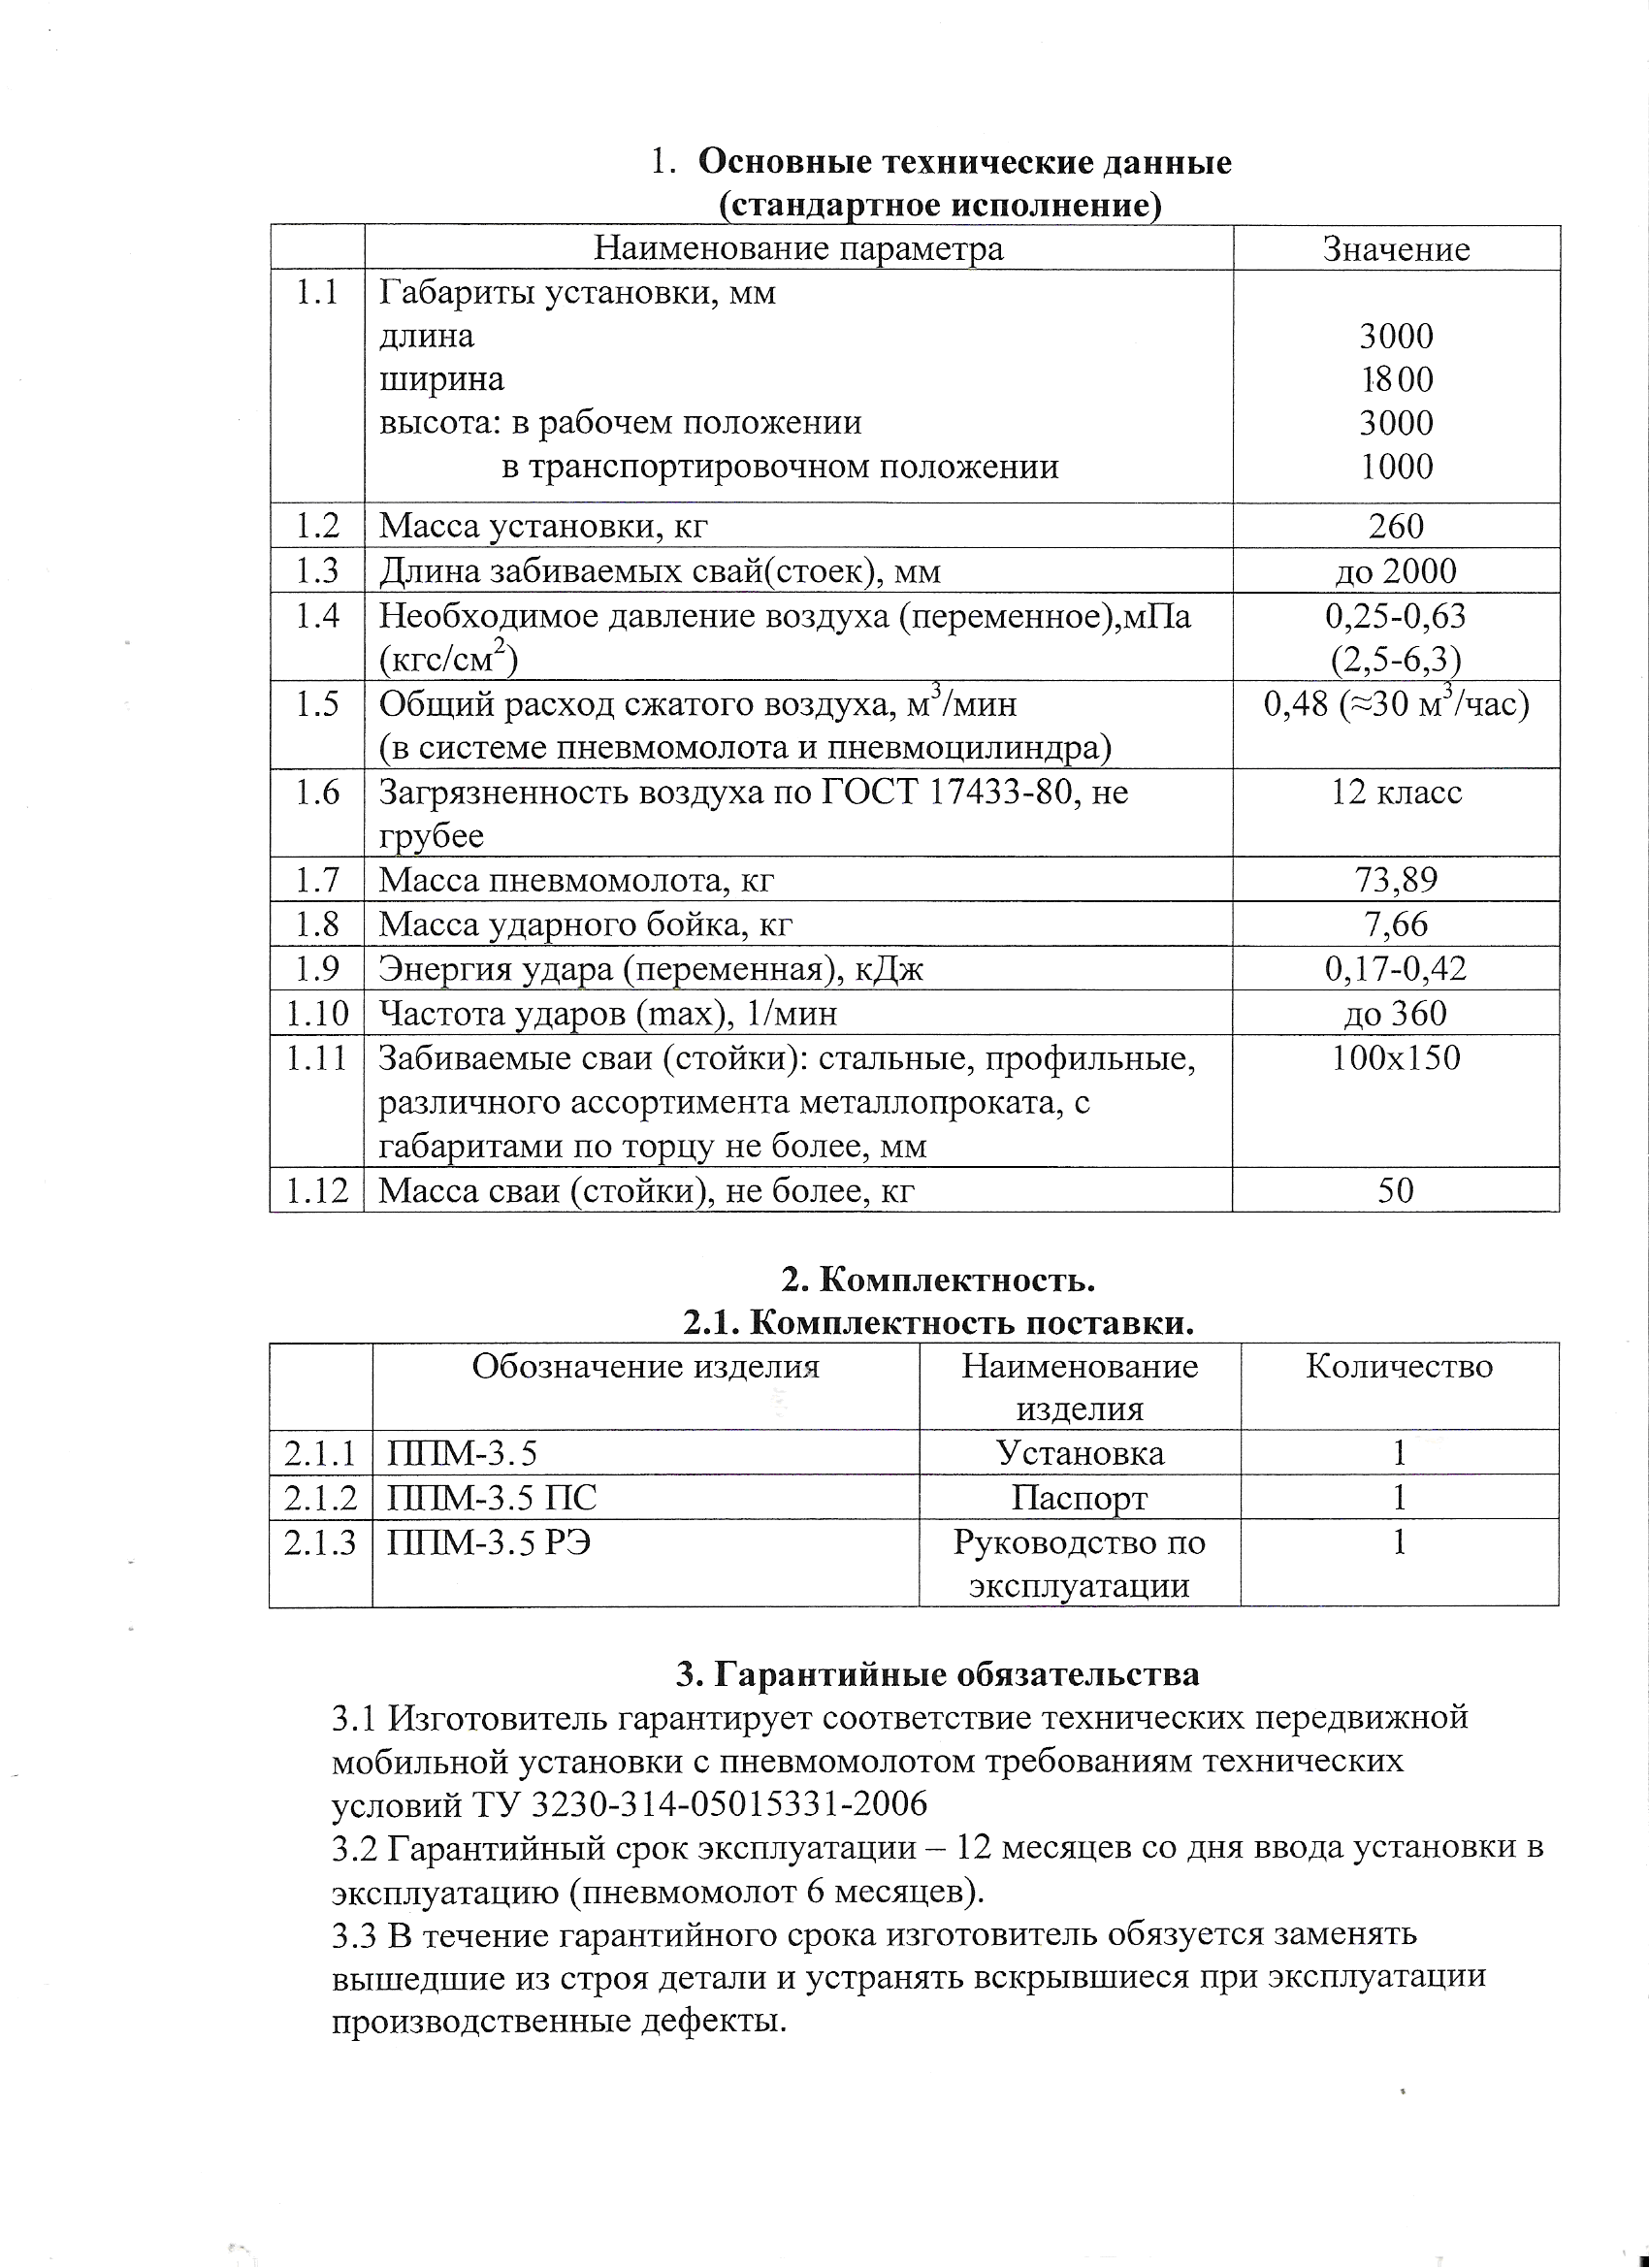 1. Основные технические данные
(стандартное исполнение)
Наименование параметра Значение
1.1 Габариты установки, мм
длина 3000
ширина 1800
высота: в рабочем положении 3000
в транспортировочном положении 1000
1.2 Масса установки, кг 260
1.3 Длина забиваемых свай(стоек), мм до 2000
1.4 Необходимое давление воздуха (переменное),мПа 0,25-0,63
(кгс/см²) (2,5-6,3)
1.5 Общий расход сжатого воздуха, м³/мин 0,48 (≈30 м³/час)
(в системе пневмомолота и пневмоцилиндра)
1.6 Загрязненность воздуха по ГОСТ 17433-80, не 12 класс
грубее
1.7 Масса пневмомолота, кг 73,89
1.8 Масса ударного бойка, кг 7,66
1.9 Энергия удара (переменная), кДж 0,17-0,42
1.10 Частота ударов (max), 1/мин до 360
1.11 Забиваемые сваи (стойки): стальные, профильные, 100х150
различного ассортимента металлопроката, с
габаритами по торцу не более, мм
1.12 Масса сваи (стойки), не более, кг 50
2. Комплектность.
2.1. Комплектность поставки.
Обозначение изделия Наименование Количество
изделия
2.1.1 ППМ-3.5 Установка 1
2.1.2 ППМ-3.5 ПС Паспорт 1
2.1.3 ППМ-3.5 РЭ Руководство по 1
эксплуатации
3. Гарантийные обязательства
3.1 Изготовитель гарантирует соответствие технических передвижной
мобильной установки с пневмомолотом требованиям технических
условий ТУ 3230-314-05015331-2006
3.2 Гарантийный срок эксплуатации – 12 месяцев со дня ввода установки в
эксплуатацию (пневмомолот 6 месяцев).
3.3 В течение гарантийного срока изготовитель обязуется заменять
вышедшие из строя детали и устранять вскрывшиеся при эксплуатации
производственные дефекты.